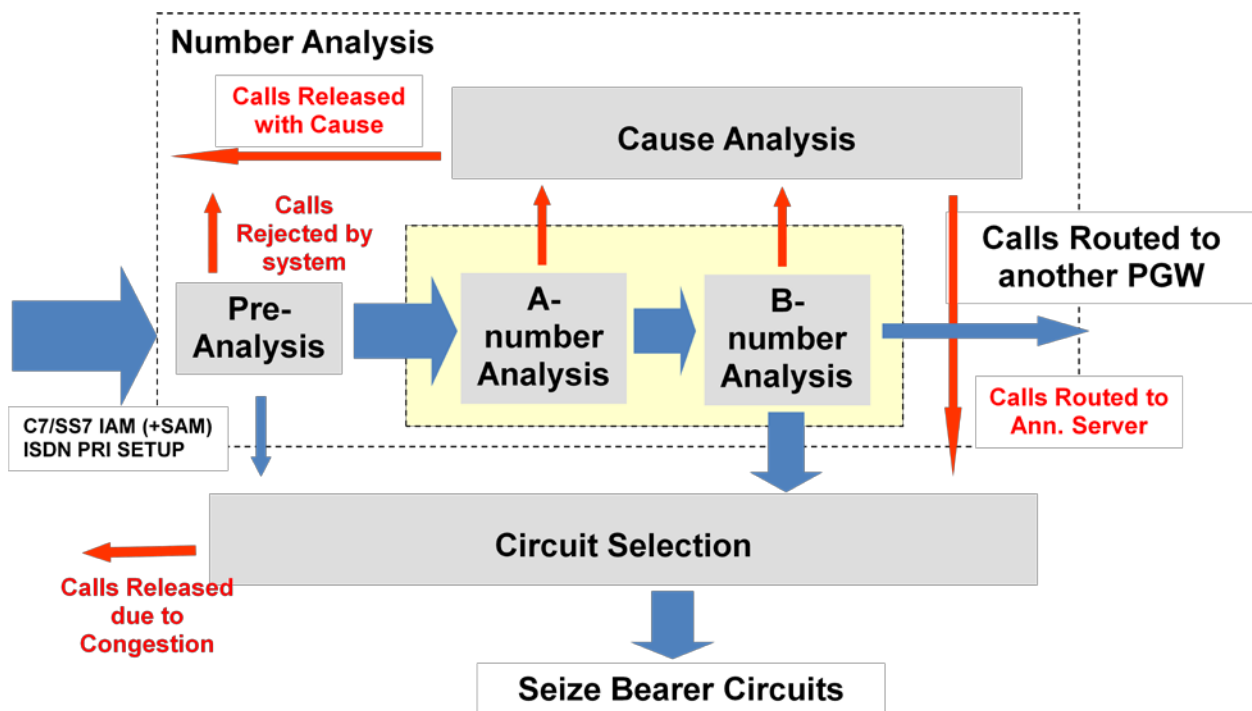 Number Analysis
Calls Released
with Cause
Cause Analysis
Calls
Rejected by
system
Calls Routed to
another PGW
Pre-
Analysis
A-
number
Analysis
B-
number
Analysis
C7/SS7 IAM (+SAM)
ISDN PRI SETUP
Calls Routed to
Ann. Server
Circuit Selection
Calls Released
due to
Congestion
Seize Bearer Circuits